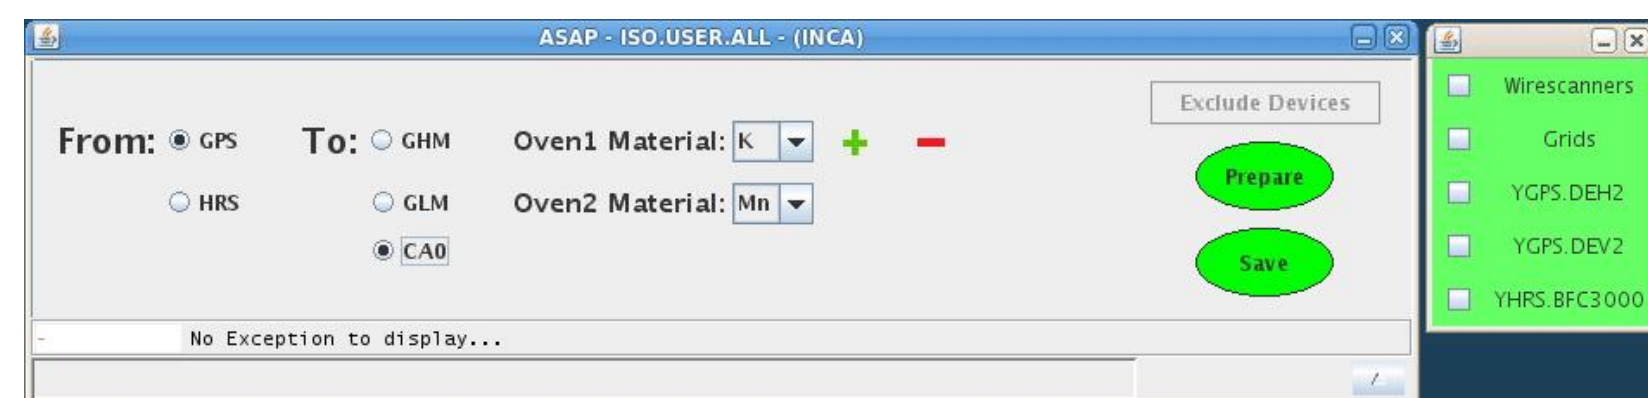 ASAP - ISO.USER.ALL - (INCA)
From: GPS To: GHM Oven1 Material: K Exclude Devices
HRS GLM Oven2 Material: Mn Prepare
CA0 Save
- No Exception to display...
Wirescanners
Grids
YGPS.DEH2
YGPS.DEV2
YHRS.BFC3000